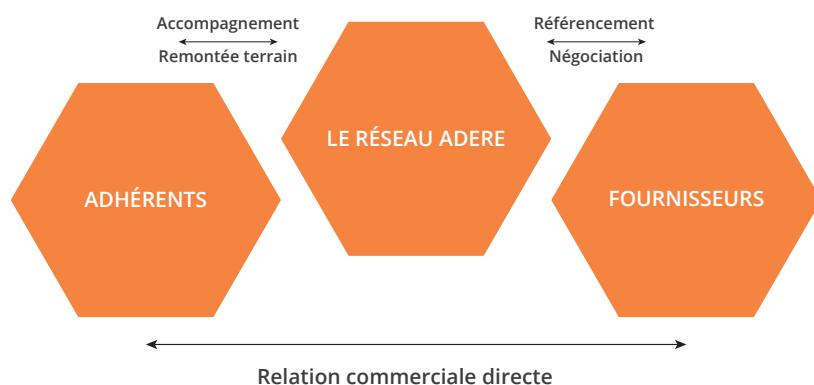 Accompagnement
Remontée terrain
Référencement
Négociation
LE RÉSEAU ADERE
ADHÉRENTS
FOURNISSEURS
Relation commerciale directe